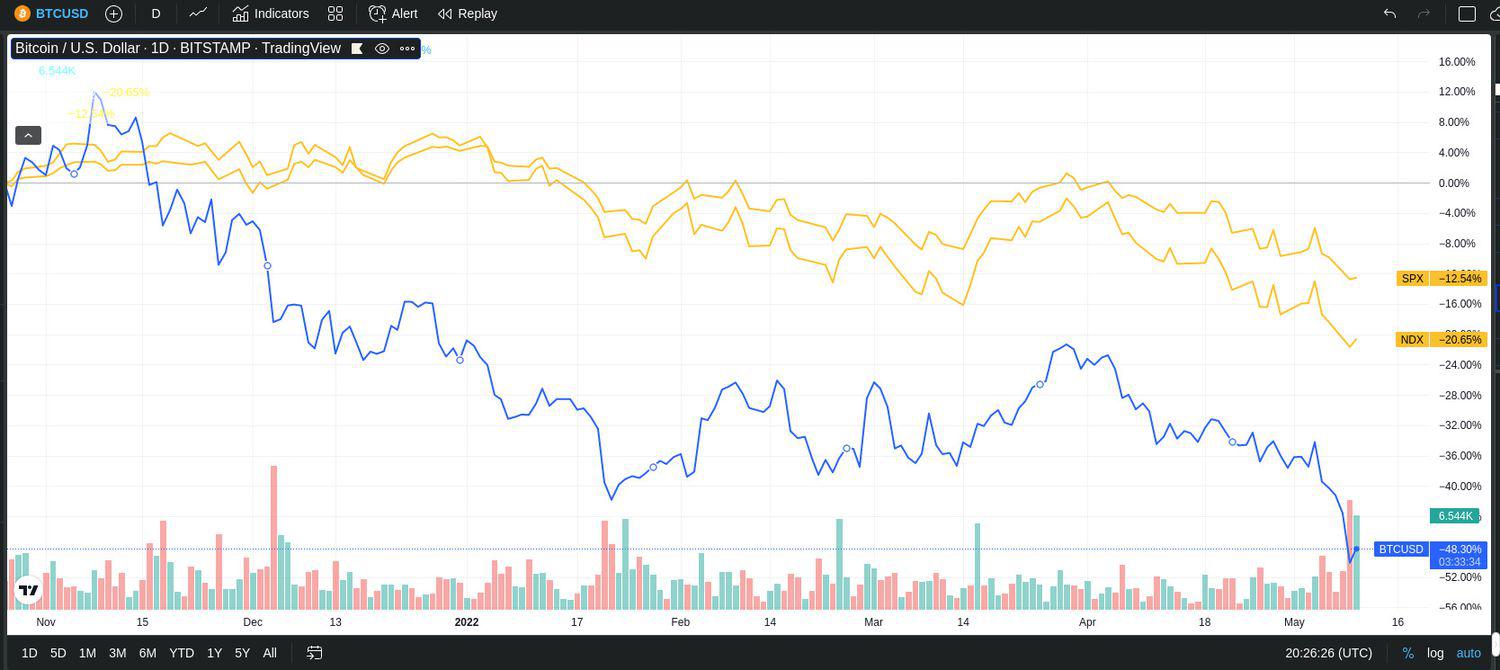 BTCUSD D Indicators Alert Replay
Bitcoin / U.S. Dollar · 1D · BITSTAMP · TradingView %
6.544K
−20.65%
−12.54%
16.00%
12.00%
8.00%
4.00%
0.00%
−4.00%
−8.00%
SPX −12.54%
−16.00%
NDX −20.65%
−24.00%
−28.00%
−32.00%
−36.00%
−40.00%
6.544K
BTCUSD −48.30%
03:33:34
−52.00%
−56.00%
Nov 15 Dec 13 2022 17 Feb 14 Mar 14 Apr 18 May 16
1D 5D 1M 3M 6M YTD 1Y 5Y All 20:26:26 (UTC) % log auto